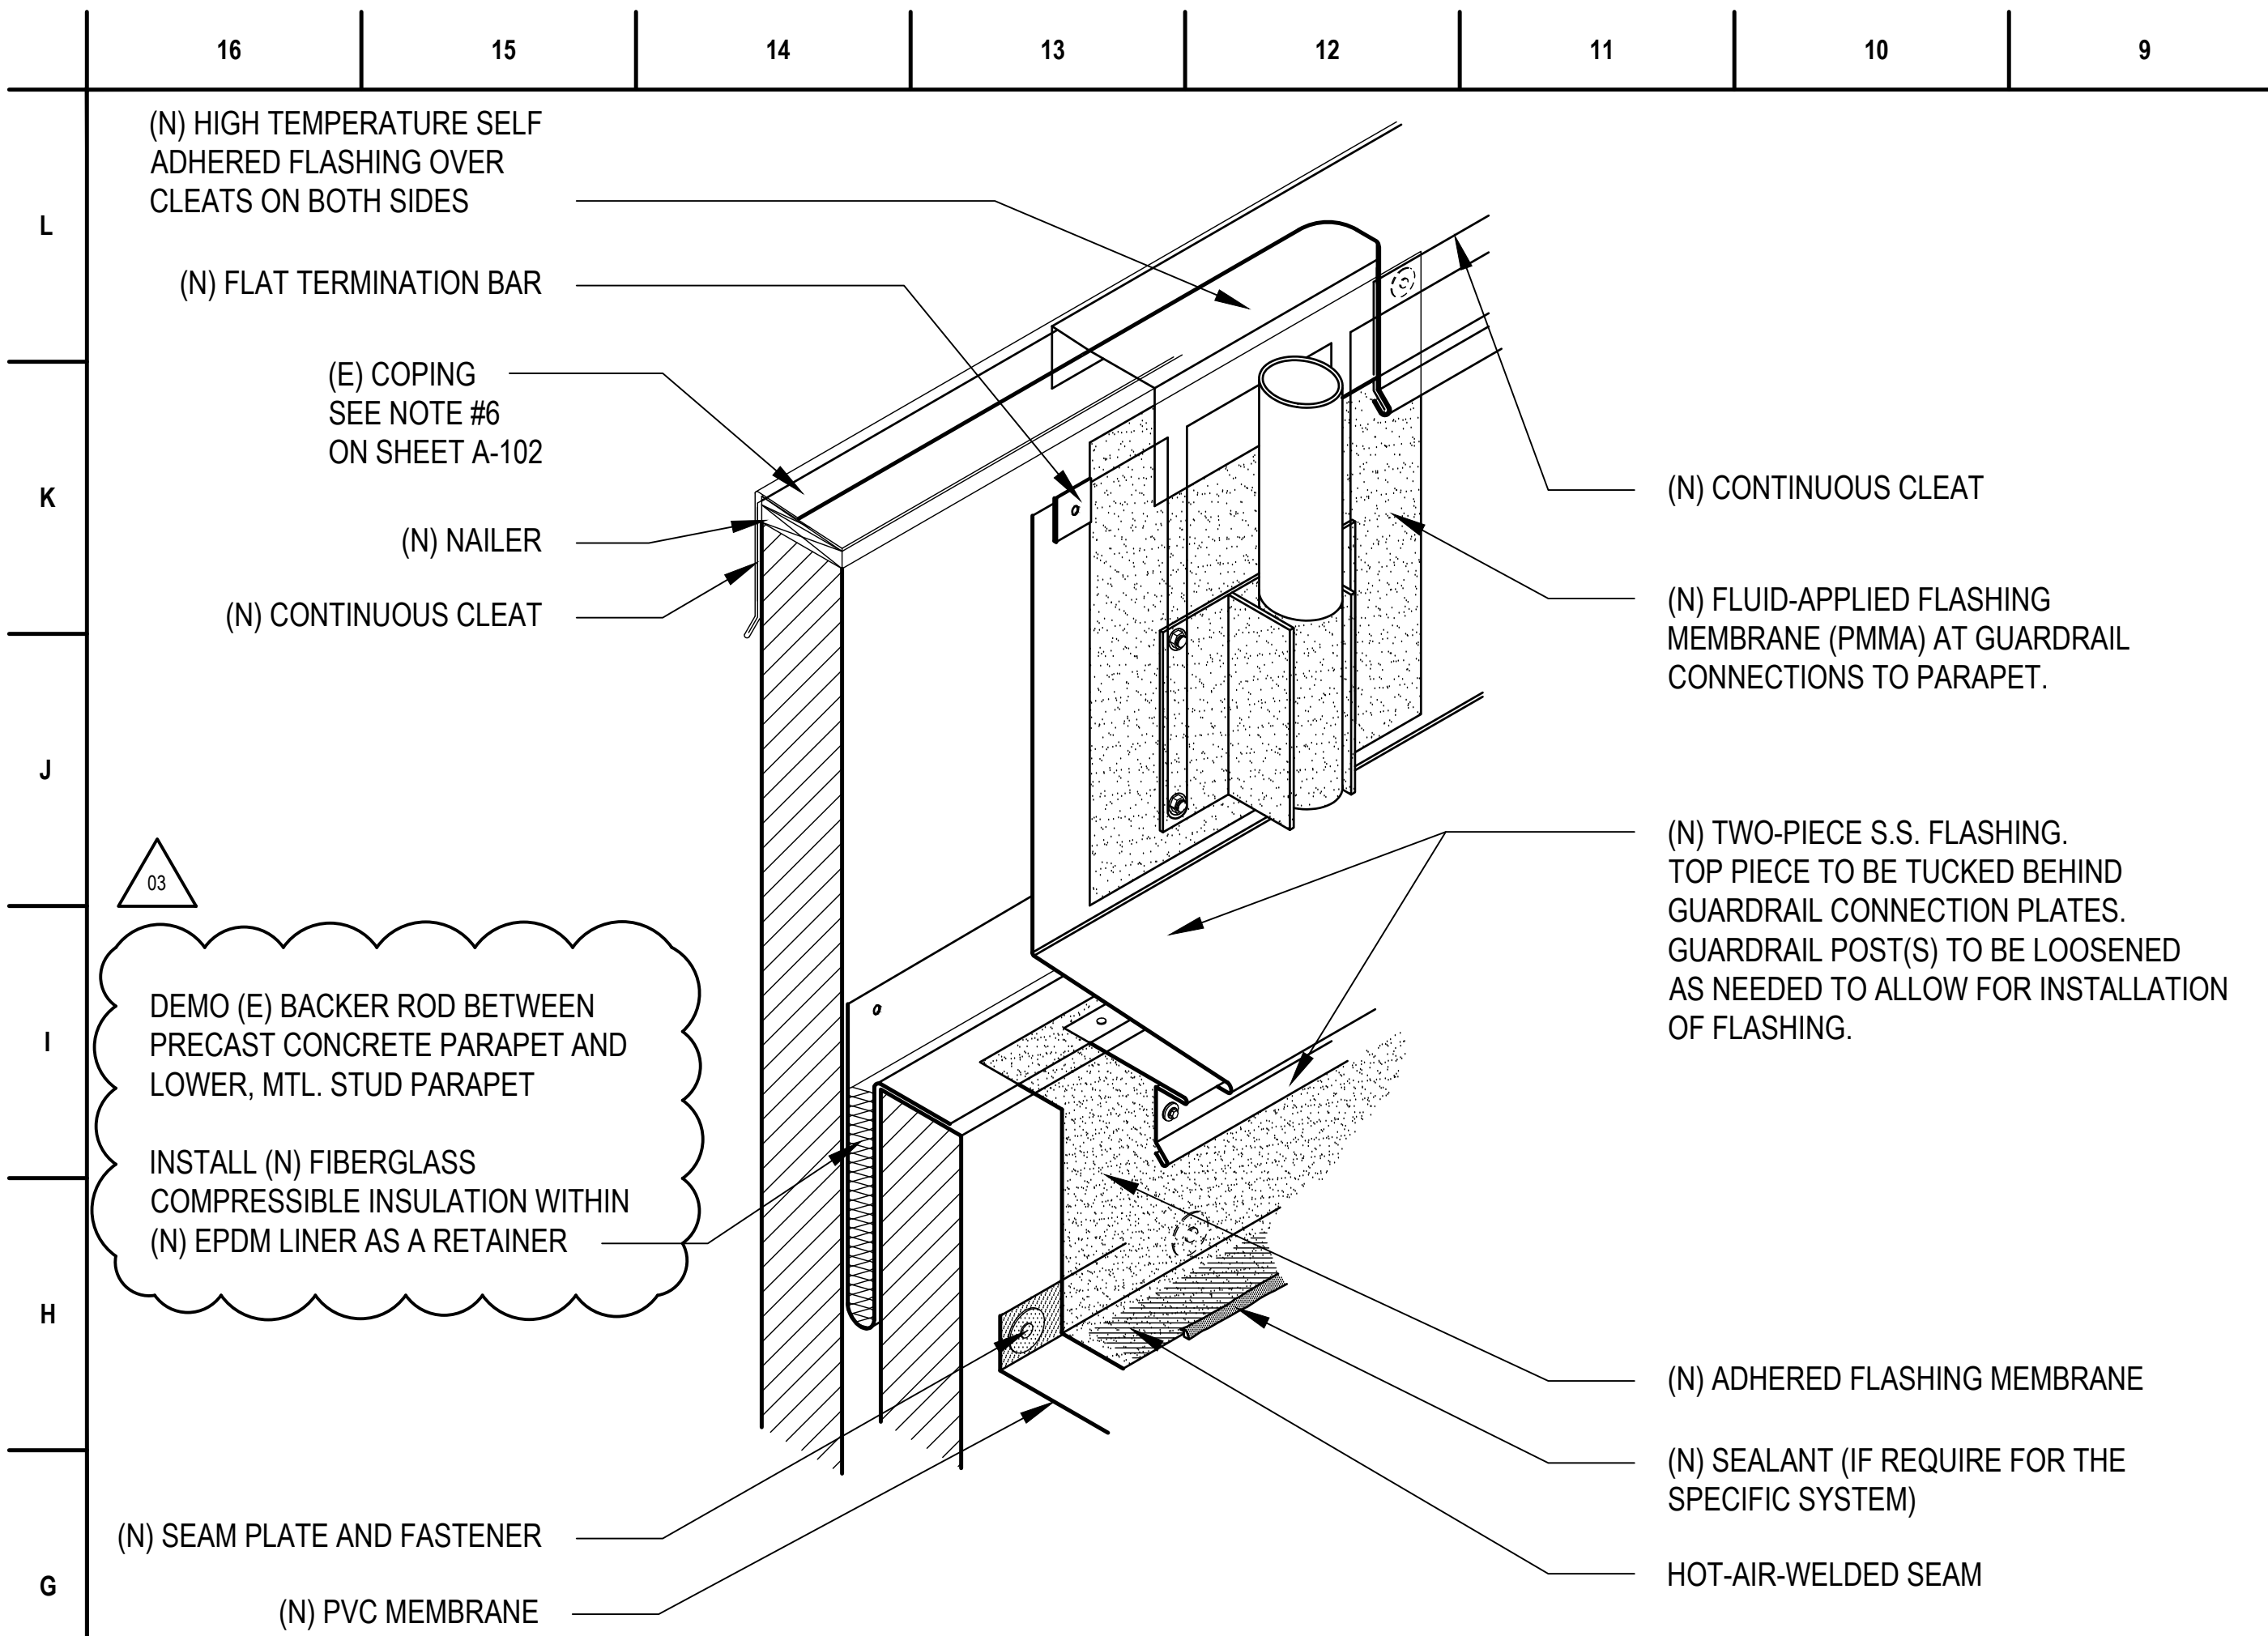 16 15 14 13 12 11 10 9
L
K
J
I
H
G
(N) HIGH TEMPERATURE SELF
ADHERED FLASHING OVER
CLEATS ON BOTH SIDES
(N) FLAT TERMINATION BAR
(E) COPING
SEE NOTE #6
ON SHEET A-102
(N) NAILER
(N) CONTINUOUS CLEAT
03
DEMO (E) BACKER ROD BETWEEN
PRECAST CONCRETE PARAPET AND
LOWER, MTL. STUD PARAPET
INSTALL (N) FIBERGLASS
COMPRESSIBLE INSULATION WITHIN
(N) EPDM LINER AS A RETAINER
(N) SEAM PLATE AND FASTENER
(N) PVC MEMBRANE
(N) CONTINUOUS CLEAT
(N) FLUID-APPLIED FLASHING
MEMBRANE (PMMA) AT GUARDRAIL
CONNECTIONS TO PARAPET.
(N) TWO-PIECE S.S. FLASHING.
TOP PIECE TO BE TUCKED BEHIND
GUARDRAIL CONNECTION PLATES.
GUARDRAIL POST(S) TO BE LOOSENED
AS NEEDED TO ALLOW FOR INSTALLATION
OF FLASHING.
(N) ADHERED FLASHING MEMBRANE
(N) SEALANT (IF REQUIRE FOR THE
SPECIFIC SYSTEM)
HOT-AIR-WELDED SEAM